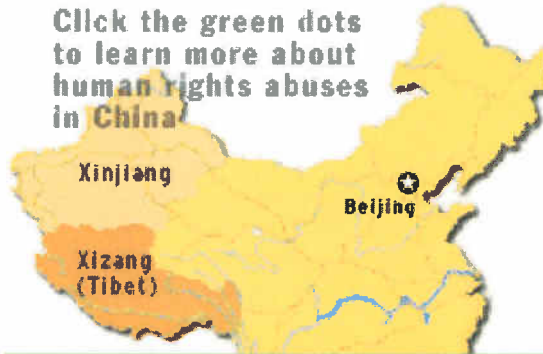 Click the green dots
to learn more about
human rights abuses
in China
Xinjiang
Beijing
Xizang
(Tibet)